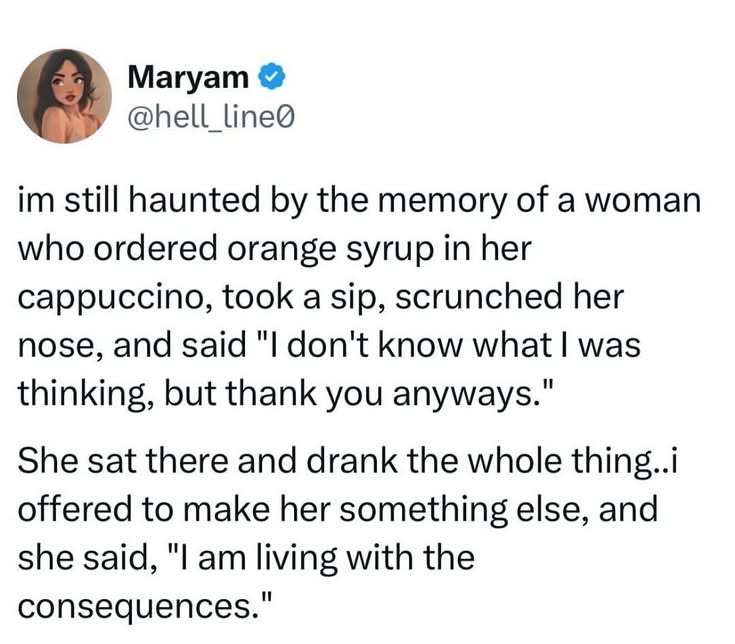 Maryam
@hell_line0
im still haunted by the memory of a woman
who ordered orange syrup in her
cappuccino, took a sip, scrunched her
nose, and said "I don't know what I was
thinking, but thank you anyways."
She sat there and drank the whole thing..i
offered to make her something else, and
she said, "I am living with the
consequences."